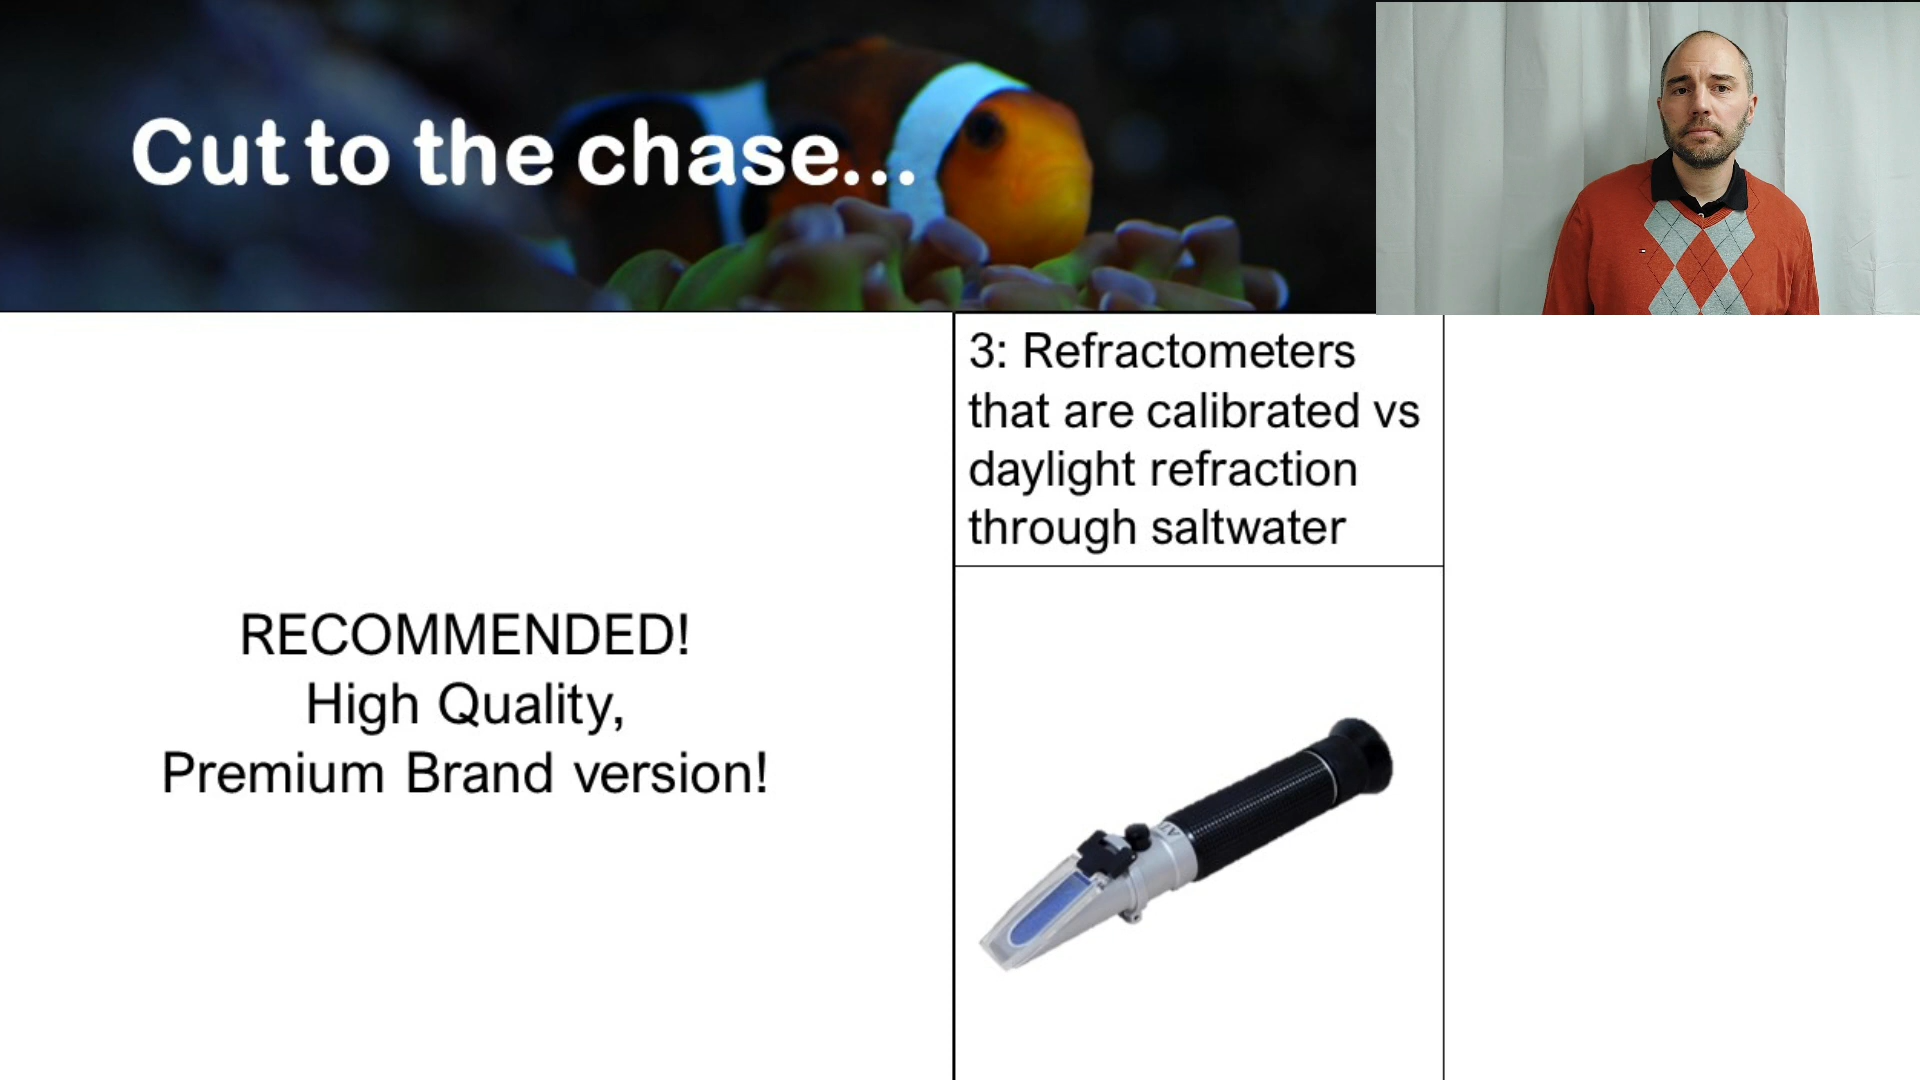 Cut to the chase...
3: Refractometers
that are calibrated vs
daylight refraction
through saltwater
RECOMMENDED!
High Quality,
Premium Brand version!